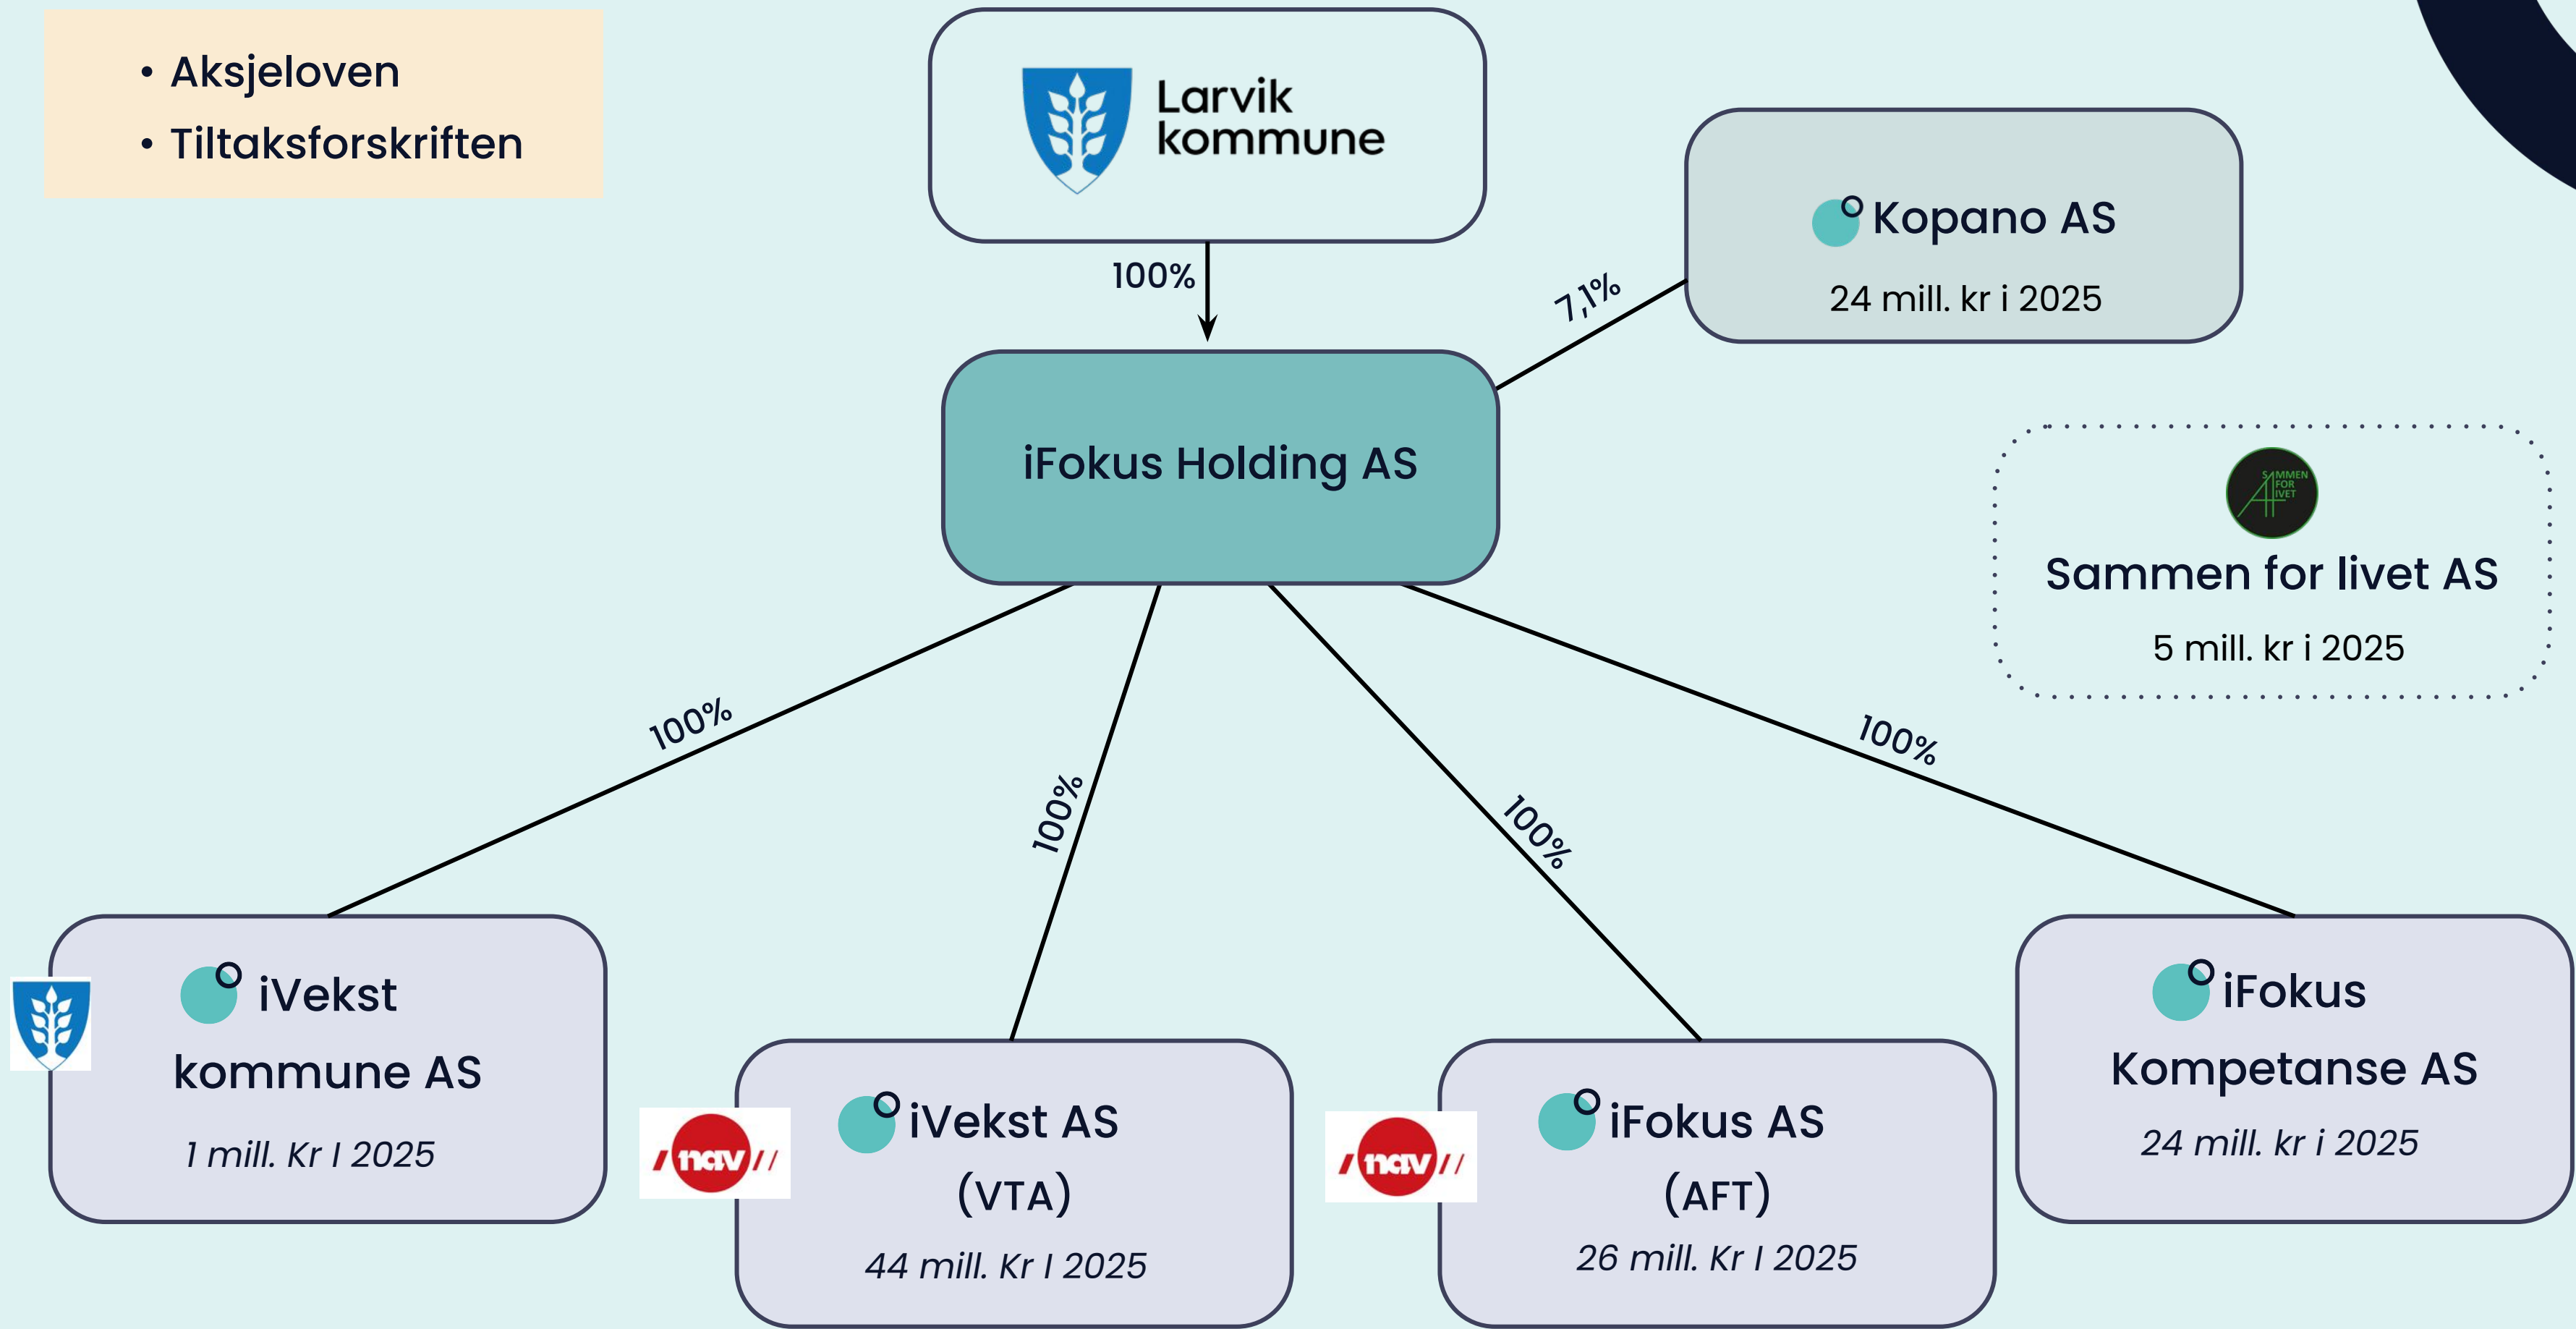 • Aksjeloven
• Tiltaksforskriften
Larvik
kommune
100%
Kopano AS
24 mill. kr i 2025
7,1%
iFokus Holding AS
SAMMEN
FOR
LIVET
Sammen for livet AS
5 mill. kr i 2025
100%
100%
100%
100%
iVekst
kommune AS
1 mill. Kr I 2025
nav
iVekst AS
(VTA)
44 mill. Kr I 2025
nav
iFokus AS
(AFT)
26 mill. Kr I 2025
iFokus
Kompetanse AS
24 mill. kr i 2025